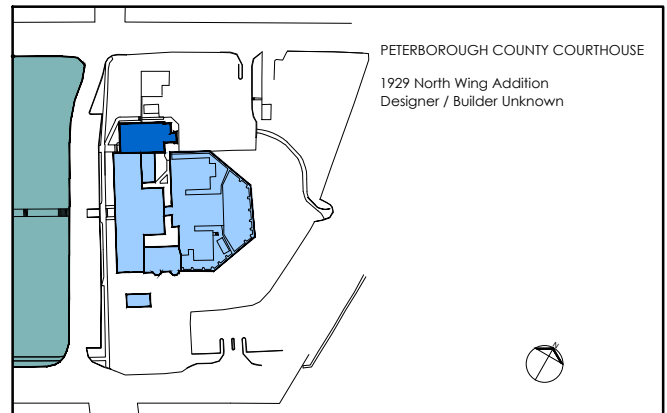 PETERBOROUGH COUNTY COURTHOUSE
1929 North Wing Addition
Designer / Builder Unknown
N